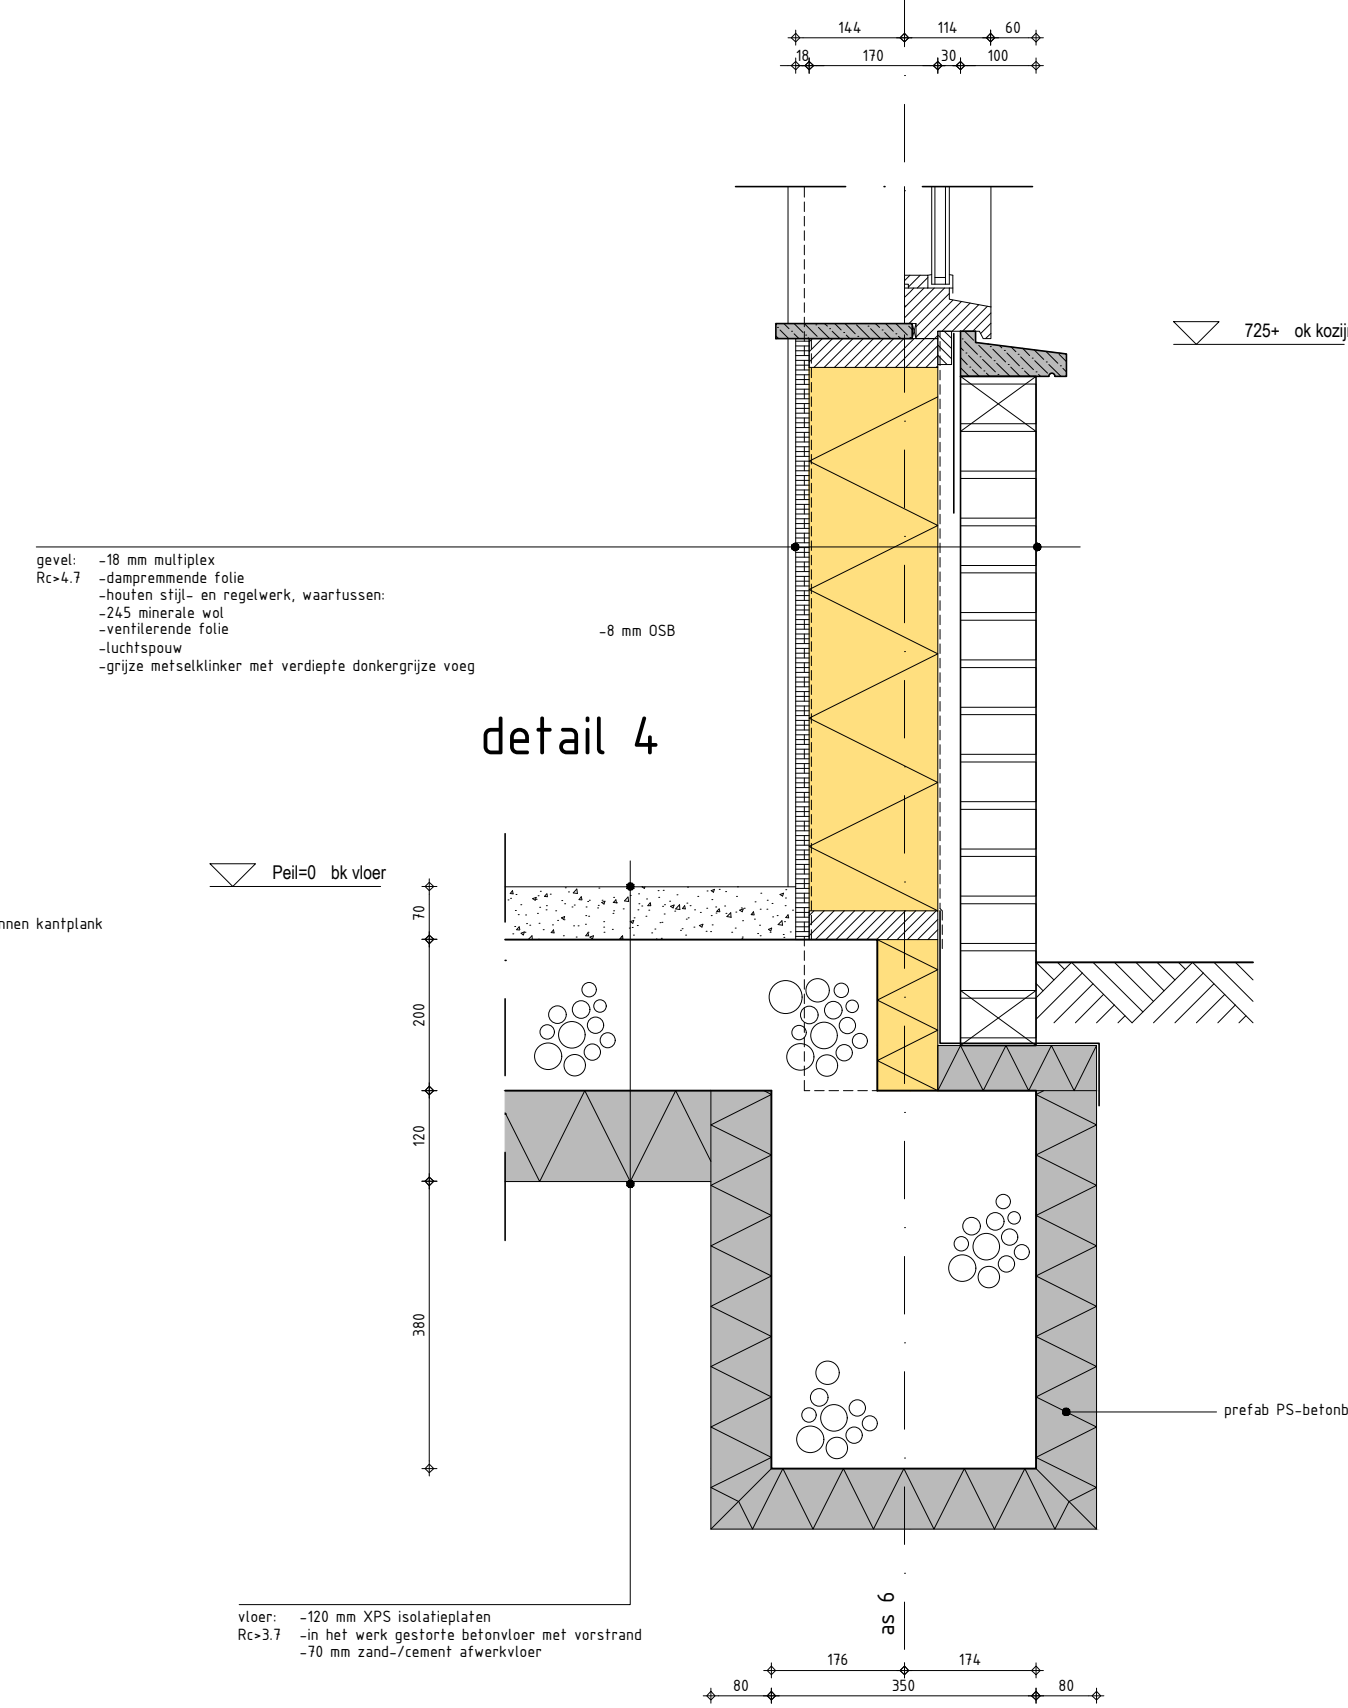 144 114 60
18 170 30 100
725+ ok kozij
gevel: -18 mm multiplex
Rc>4.7 -dampremmende folie
-houten stijl- en regelwerk, waartussen:
-245 minerale wol
-ventilerende folie
-8 mm OSB
-luchtspouw
-grijze metselklinker met verdiepte donkergrijze voeg
detail 4
Peil=0 bk vloer
70
nnen kantplank
200
120
380
prefab PS-betonb
as 9
vloer: -120 mm XPS isolatieplaten
Rc>3.7 -in het werk gestorte betonvloer met vorstrand
-70 mm zand-/cement afwerkvloer
176 174
80 350 80